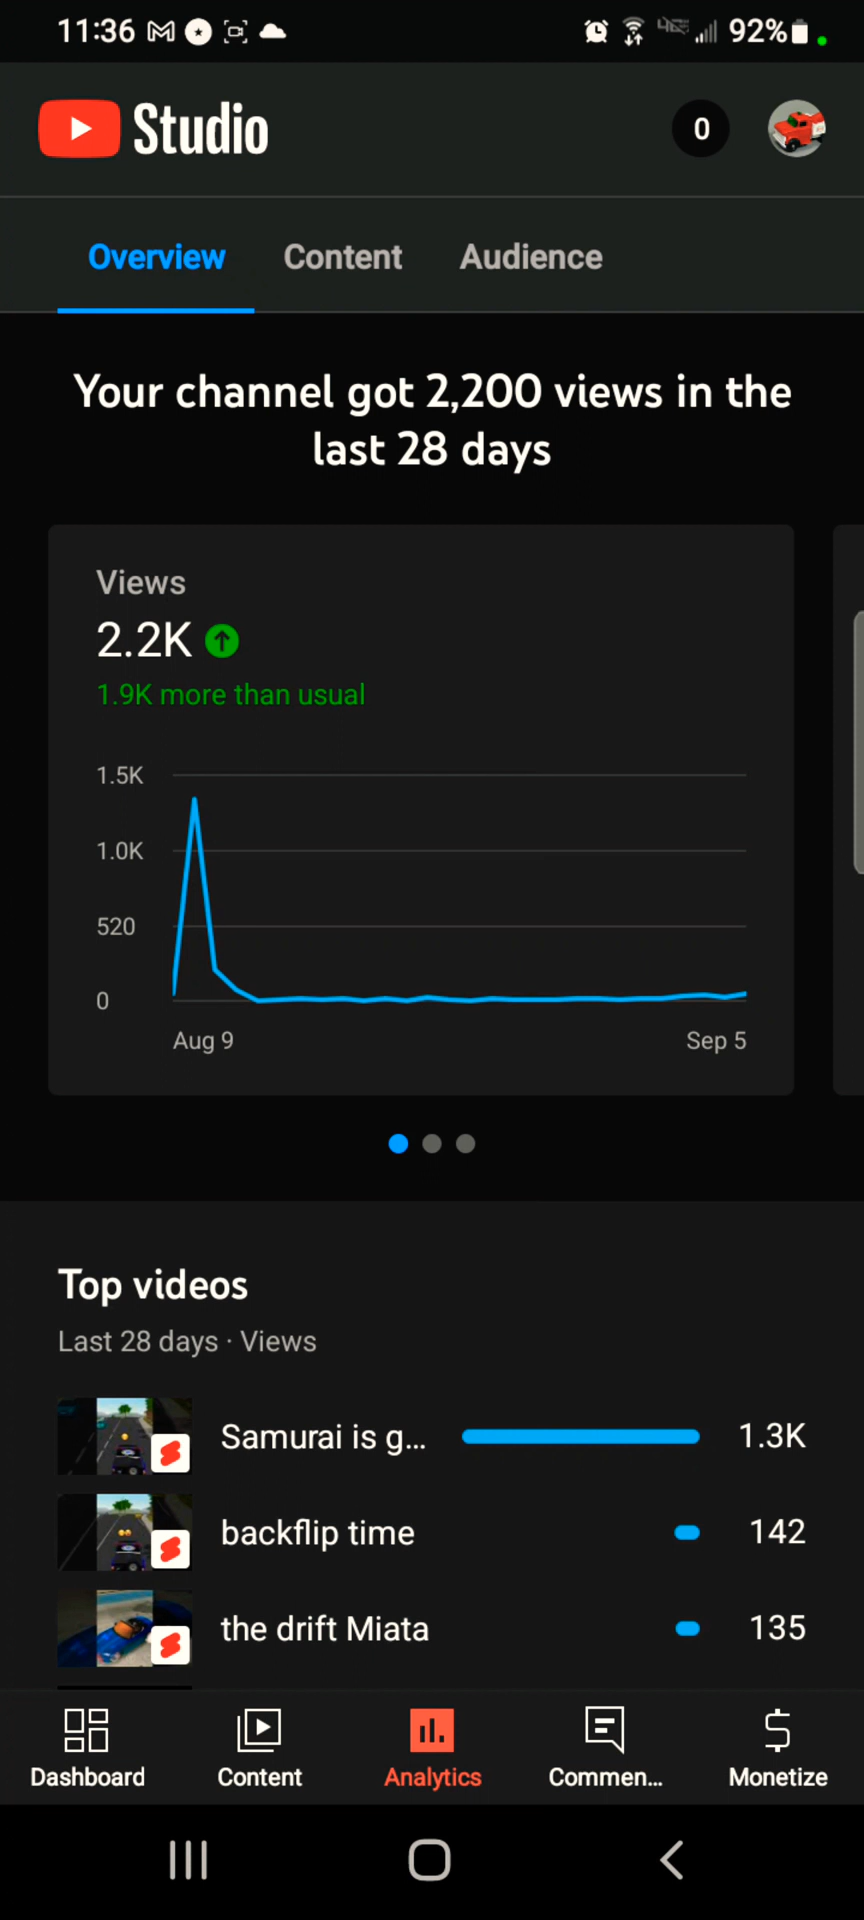 11:36 92%
Studio 0
Overview Content Audience
Your channel got 2,200 views in the
last 28 days
Views
2.2K
1.9K more than usual
1.5K
1.0K
520
0
Aug 9 Sep 5
Top videos
Last 28 days · Views
Samurai is g... 1.3K
backflip time 142
the drift Miata 135
Dashboard Content Analytics Commen... Monetize